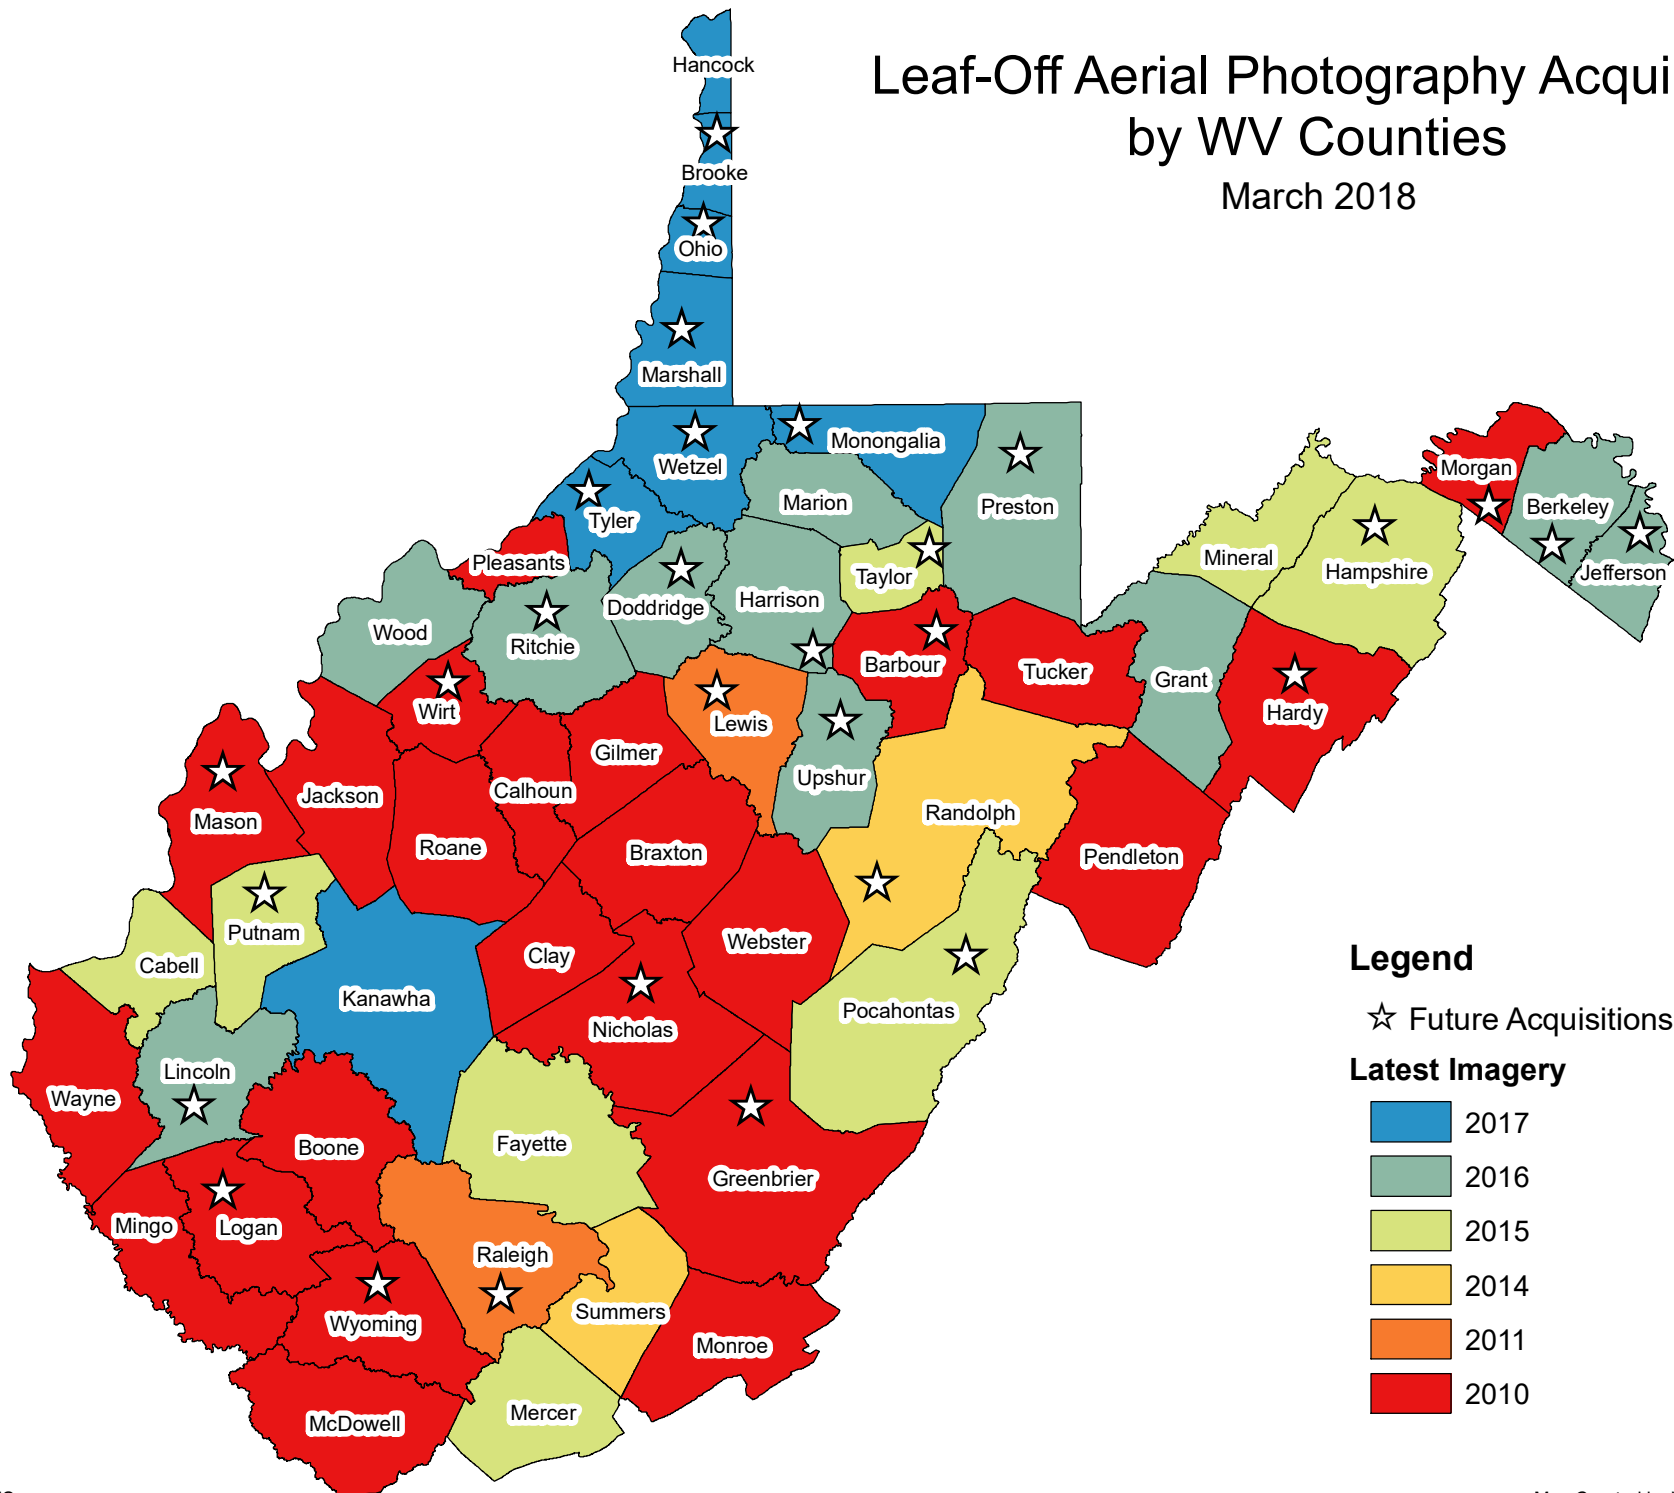 Leaf-Off Aerial Photography Acqui
by WV Counties
March 2018
Hancock
Brooke
Ohio
Marshall
Wetzel
Monongalia
Marion
Preston
Tyler
Pleasants
Taylor
Doddridge
Harrison
Wood
Ritchie
Barbour
Tucker
Wirt
Lewis
Gilmer
Upshur
Calhoun
Jackson
Mason
Roane
Braxton
Randolph
Pendleton
Morgan
Berkeley
Jefferson
Mineral
Hampshire
Grant
Hardy
Putnam
Cabell
Kanawha
Clay
Webster
Nicholas
Pocahontas
Lincoln
Wayne
Boone
Fayette
Greenbrier
Mingo
Logan
Raleigh
Wyoming
Summers
Monroe
McDowell
Mercer
Legend
Future Acquisitions
Latest Imagery
2017
2016
2015
2014
2011
2010